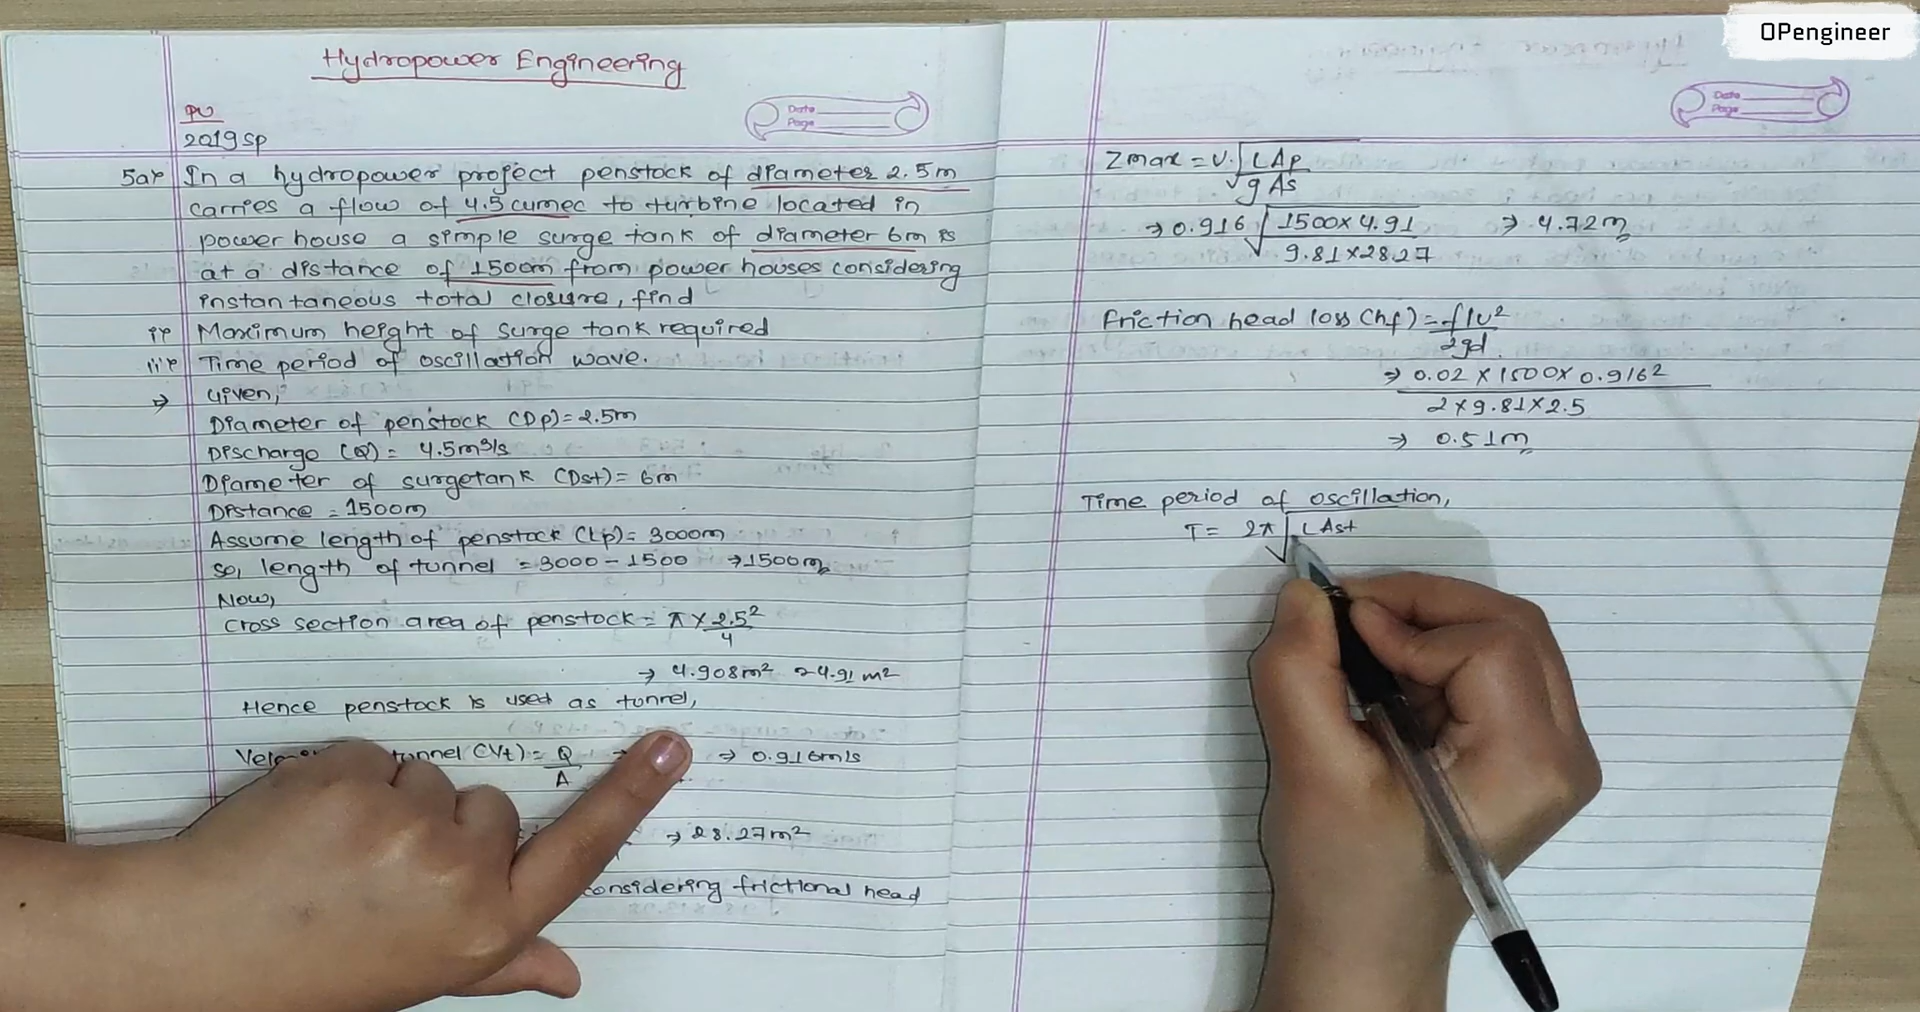 OPengineer
Hydropower Engineering
PU
2019 sp
Date
Page
5a) In a hydropower project penstock of diameter 2.5m
carries a flow of 4.5 cumec to turbine located in
power house a simple surge tank of diameter 6m is
at a distance of 1500m from power houses considering
instantaneous total closure, find
i) Maximum height of surge tank required
ii) Time period of oscillation wave.
⇒ Given,
Diameter of penstock (Dp) = 2.5m
Discharge (Q) = 4.5m³/s
Diameter of surgetank (Dst) = 6m
Distance = 1500m
Assume length of penstock (Lp) = 3000m
so, length of tunnel = 3000 - 1500 ⇒ 1500m
Now,
Cross section area of penstock = π × 2.5²
4
→ 4.908m² ≈ 4.91 m²
Hence penstock is used as tunnel,
tunnel (Vt) = Q → 0.916m/s
A
→ 28.27m²
considering frictional head
Date
Page
Zmax = V.√LAp
gAs
→ 0.916 √1500×4.91 ⇒ 4.72m
9.81×28.27
Friction head loss (hf) = flv²
2gd.
⇒ 0.02 × 1500 × 0.916²
2×9.81×2.5
⇒ 0.51m
Time period of oscillation,
T = 2π √LAst